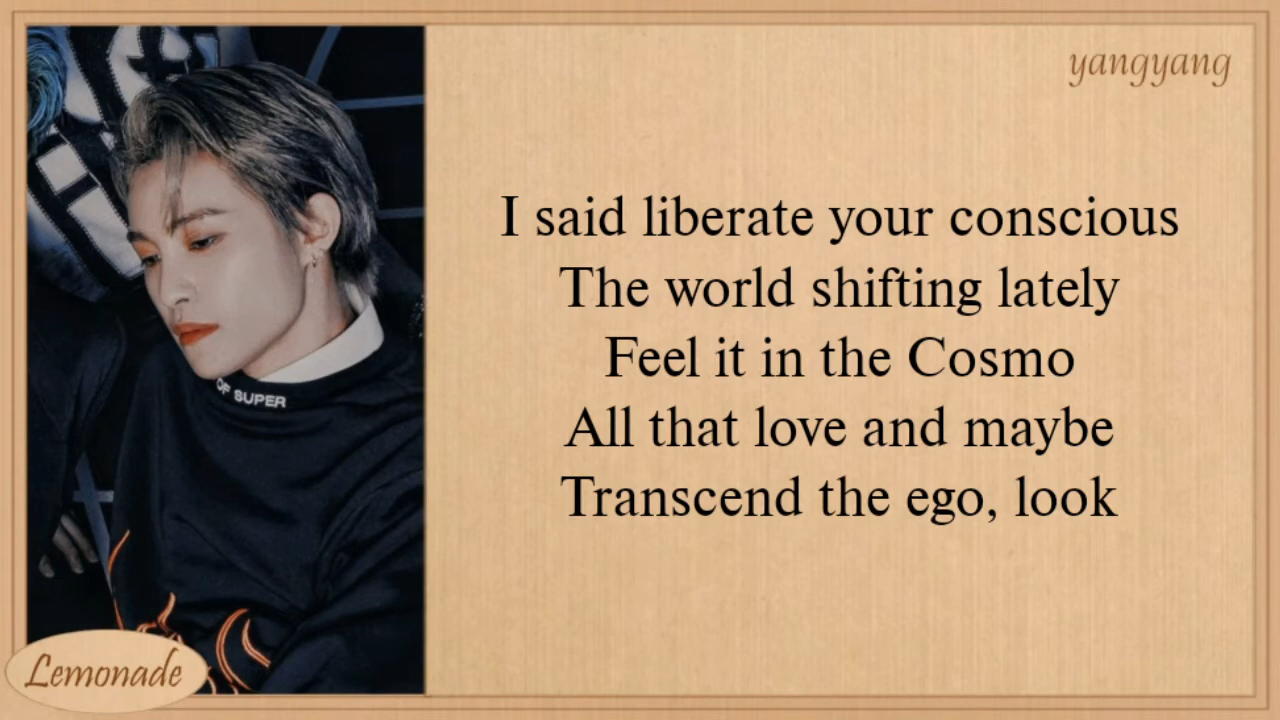 yangyang
I said liberate your conscious
The world shifting lately
Feel it in the Cosmo
All that love and maybe
Transcend the ego, look
OF SUPER
Lemonade